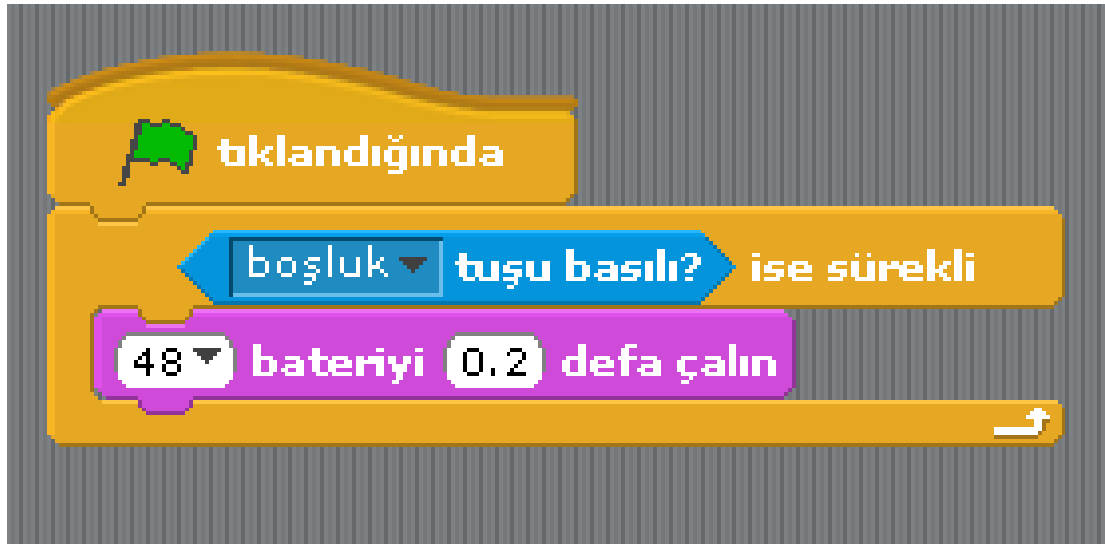 tıklandığında
boşluk tuşu basılı? ise sürekli
48 bateriyi 0.2 defa çalın